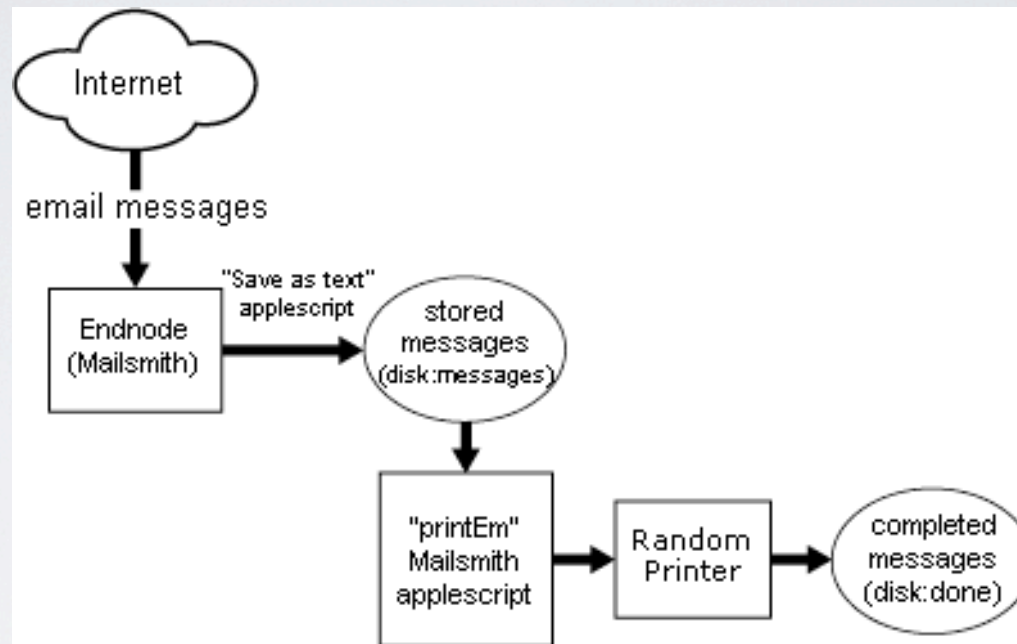 Internet
email messages
"Save as text"
applescript
Endnode
(Mailsmith)
stored
messages
(disk:messages)
"printEm"
Mailsmith
applescript
Random
Printer
completed
messages
(disk:done)